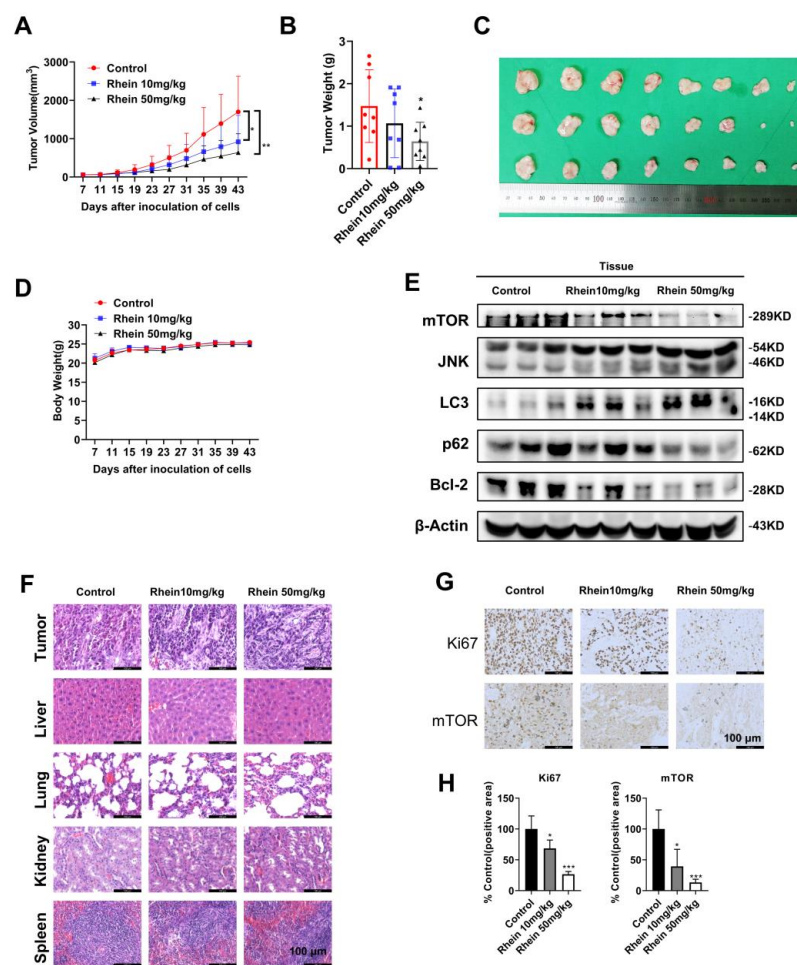 A
Tumor Volume(mm³)
3000
2000
1000
0
Control
Rhein 10mg/kg
Rhein 50mg/kg
*
**
7 11 15 19 23 27 31 35 39 43
Days after inoculation of cells
B
Tumor Weight (g)
3
2
1
0
*
Control
Rhein10mg/kg
Rhein 50mg/kg
C
100
D
Body Weight(g)
30
25
20
15
10
5
0
Control
Rhein 10mg/kg
Rhein 50mg/kg
7 11 15 19 23 27 31 35 39 43
Days after inoculation of cells
E
Tissue
Control Rhein10mg/kg Rhein 50mg/kg
mTOR -289KD
JNK -54KD
-46KD
LC3 -16KD
-14KD
p62 -62KD
Bcl-2 -28KD
β-Actin -43KD
F
Control Rhein10mg/kg Rhein 50mg/kg
Tumor
Liver
Lung
Kidney
Spleen
100 μm
G
Control Rhein10mg/kg Rhein 50mg/kg
Ki67
mTOR
100 μm
H
Ki67
% Control(positive area)
150
100
50
0
*
***
Control
Rhein 10mg/kg
Rhein 50mg/kg
mTOR
% Control(positive area)
150
100
50
0
*
***
Control
Rhein 10mg/kg
Rhein 50mg/kg